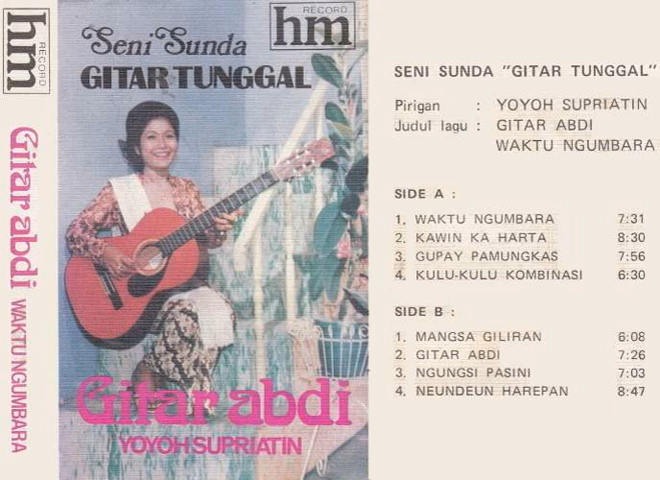 hm
RECORD
Gitar abdi
WAKTU NGUMBARA
Seni Sunda
GITAR TUNGGAL
hm
RECORD
Gitar abdi
YOYOH SUPRIATIN
SENI SUNDA "GITAR TUNGGAL"
Pirigan : YOYOH SUPRIATIN
Judul lagu : GITAR ABDI
WAKTU NGUMBARA
SIDE A :
1. WAKTU NGUMBARA 7:31
2. KAWIN KA HARTA 8:30
3. GUPAY PAMUNGKAS 7:56
4. KULU-KULU KOMBINASI 6:30
SIDE B :
1. MANGSA GILIRAN 6:08
2. GITAR ABDI 7:26
3. NGUNGSI PASINI 7:03
4. NEUNDEUN HAREPAN 8:47